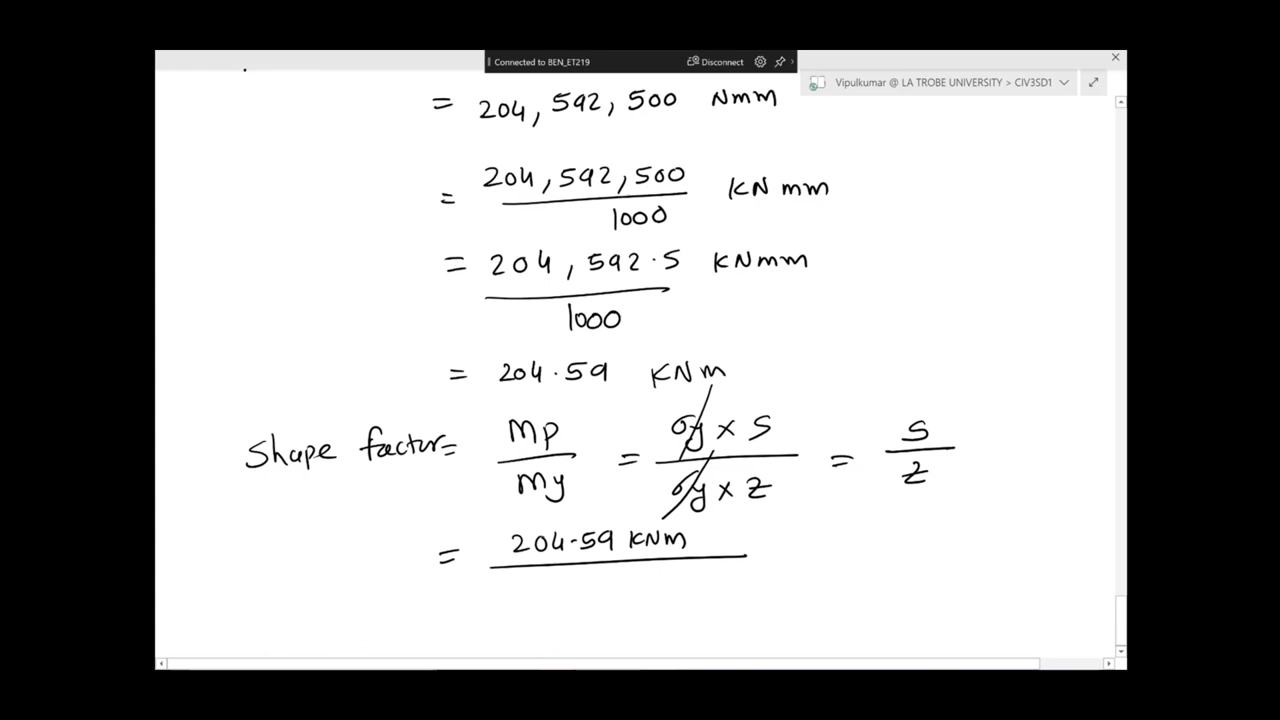 Connected to BEN_ET219 Disconnect
Vipulkumar @ LA TROBE UNIVERSITY > CIV3SD1
= 204,592,500 Nmm
= 204,592,500 / 1000 KN mm
= 204,592.5 / 1000 KNmm
= 204.59 KNm
Shape factor = Mp / My = σy × S / σy × Z = S / Z
= 204.59 KNm